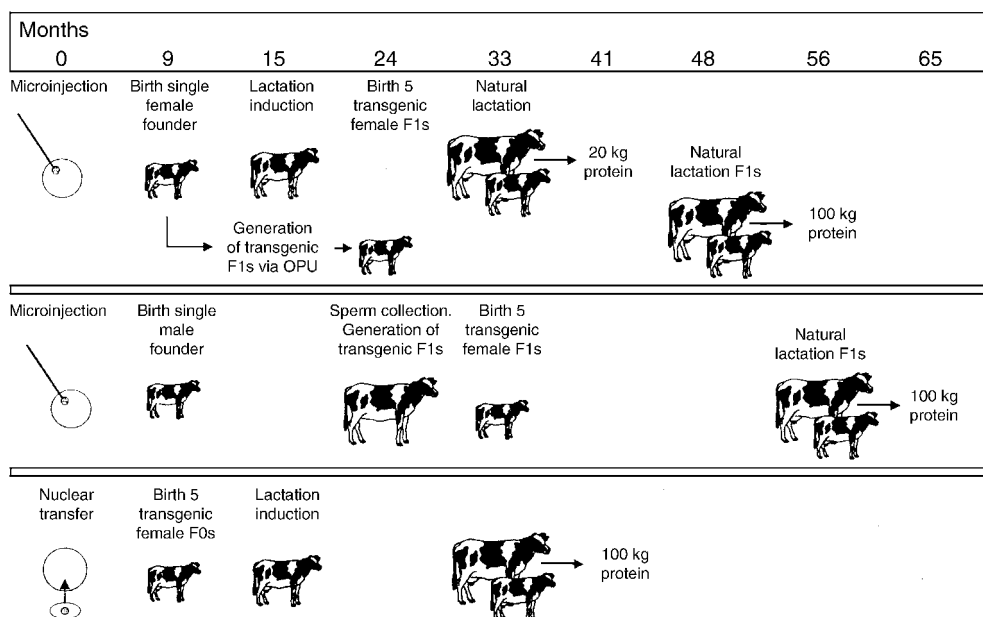 Months
0 9 15 24 33 41 48 56 65
Microinjection
Birth single
female
founder
Lactation
induction
Birth 5
transgenic
female F1s
Natural
lactation
20 kg
protein
Natural
lactation F1s
100 kg
protein
Generation
of transgenic
F1s via OPU
Microinjection
Birth single
male
founder
Sperm collection.
Generation of
transgenic F1s
Birth 5
transgenic
female F1s
Natural
lactation F1s
100 kg
protein
Nuclear
transfer
Birth 5
transgenic
female F0s
Lactation
induction
100 kg
protein